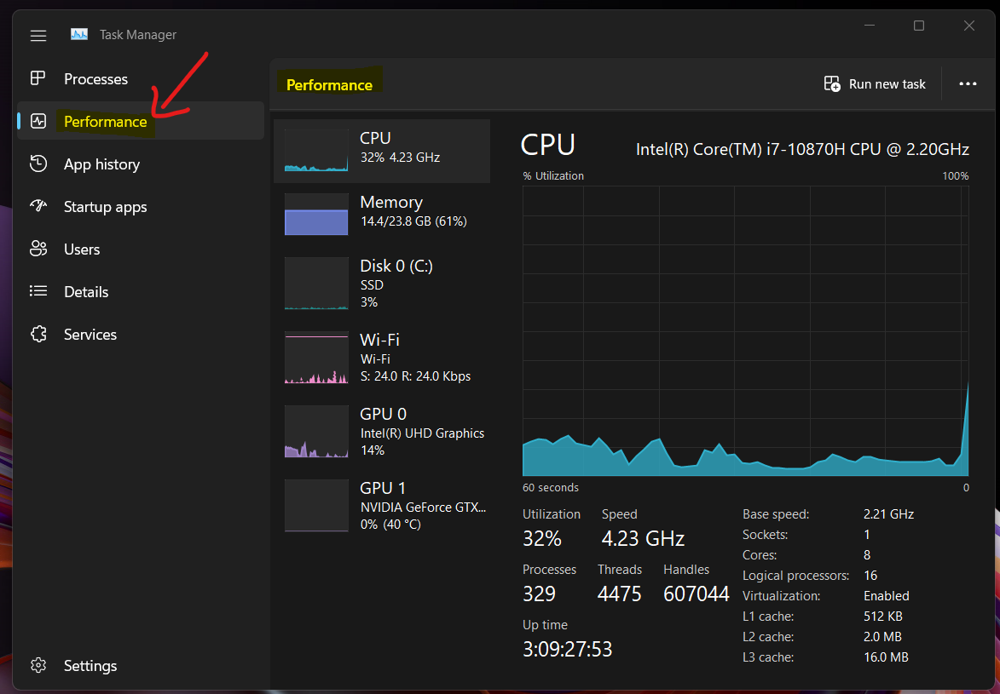 Task Manager
Processes
Performance
App history
Startup apps
Users
Details
Services
Settings
Performance
Run new task
CPU
32% 4.23 GHz
Memory
14.4/23.8 GB (61%)
Disk 0 (C:)
SSD
3%
Wi-Fi
Wi-Fi
S: 24.0 R: 24.0 Kbps
GPU 0
Intel(R) UHD Graphics
14%
GPU 1
NVIDIA GeForce GTX...
0% (40 °C)
CPU
Intel(R) Core(TM) i7-10870H CPU @ 2.20GHz
% Utilization 100%
60 seconds 0
Utilization Speed
32% 4.23 GHz
Processes Threads Handles
329 4475 607044
Up time
3:09:27:53
Base speed: 2.21 GHz
Sockets: 1
Cores: 8
Logical processors: 16
Virtualization: Enabled
L1 cache: 512 KB
L2 cache: 2.0 MB
L3 cache: 16.0 MB